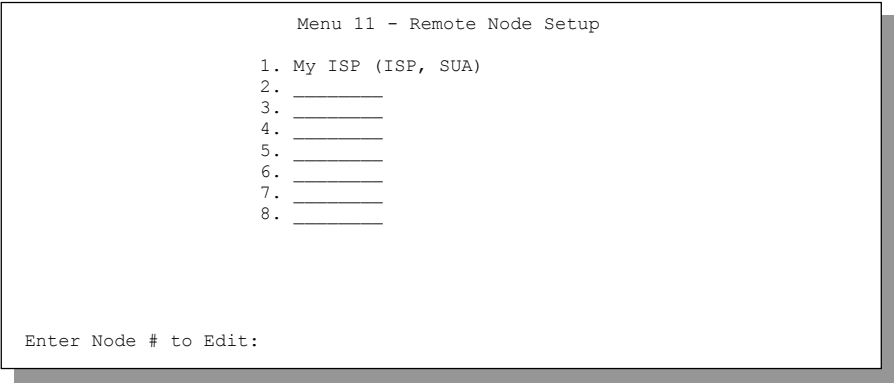 Menu 11 - Remote Node Setup
1. My ISP (ISP, SUA)
2. ________
3. ________
4. ________
5. ________
6. ________
7. ________
8. ________
Enter Node # to Edit: